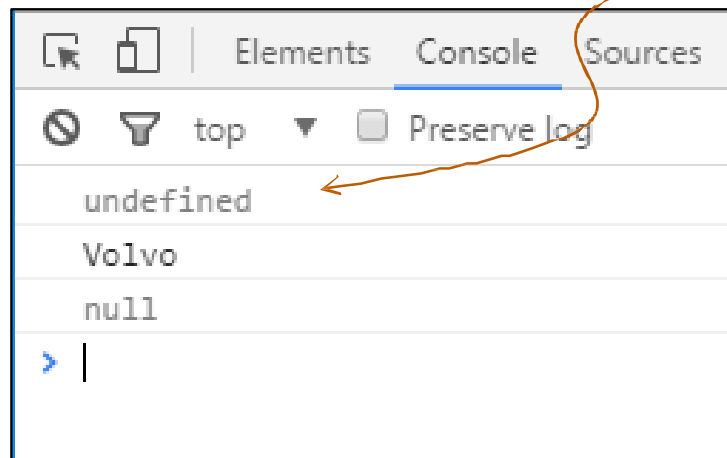 Elements Console Sources
top Preserve log
undefined
Volvo
null
>